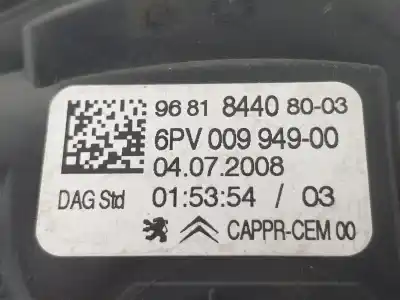 96 81 8440 80-03
6PV 009 949-00
04.07.2008
DAG Std 01:53:54 / 03
CAPPR-CEM 00